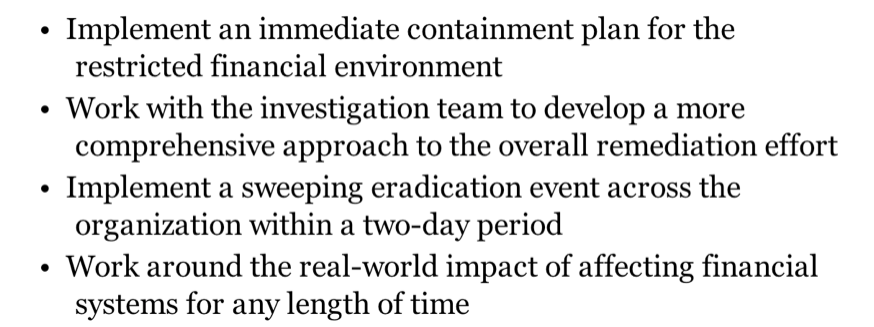 • Implement an immediate containment plan for the
restricted financial environment
• Work with the investigation team to develop a more
comprehensive approach to the overall remediation effort
• Implement a sweeping eradication event across the
organization within a two-day period
• Work around the real-world impact of affecting financial
systems for any length of time